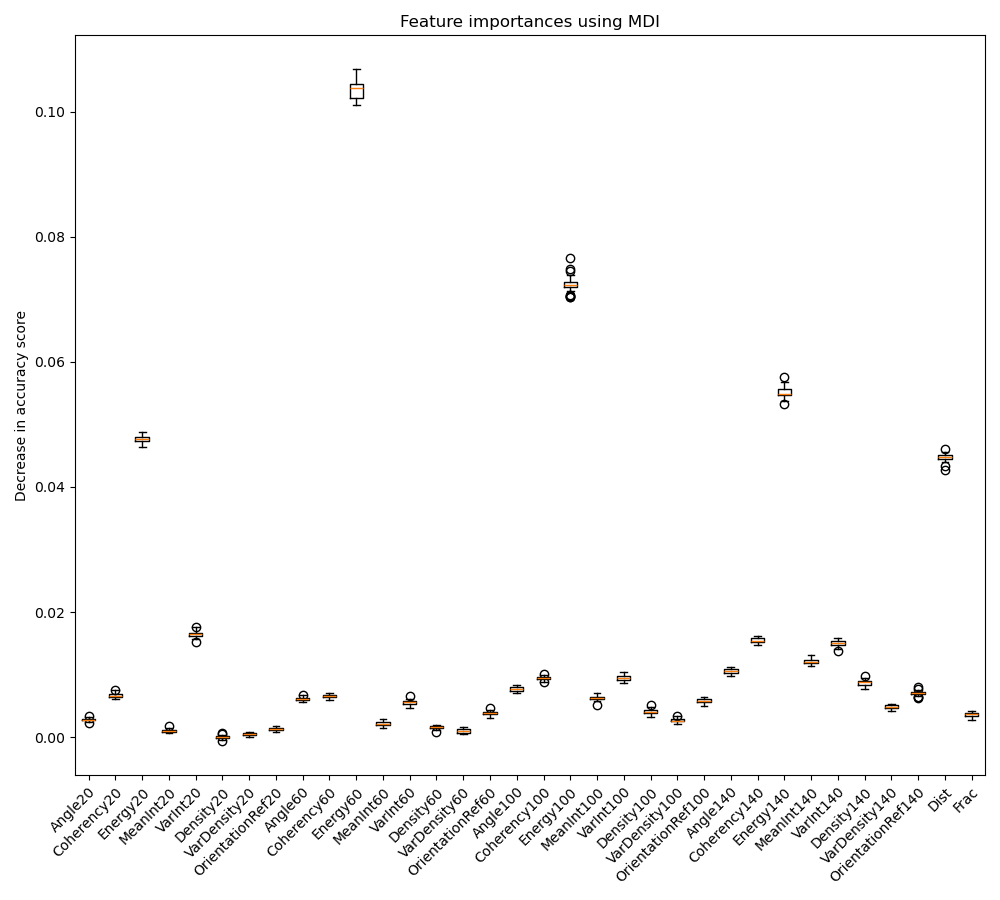 Feature importances using MDI
Decrease in accuracy score
0.10
0.08
0.06
0.04
0.02
0.00
Angle20
Coherency20
Energy20
MeanInt20
VarInt20
Density20
VarDensity20
OrientationRef20
Angle60
Coherency60
Energy60
MeanInt60
VarInt60
Density60
VarDensity60
OrientationRef60
Angle100
Coherency100
Energy100
MeanInt100
VarInt100
Density100
VarDensity100
OrientationRef100
Angle140
Coherency140
Energy140
MeanInt140
VarInt140
Density140
VarDensity140
OrientationRef140
Dist
Frac